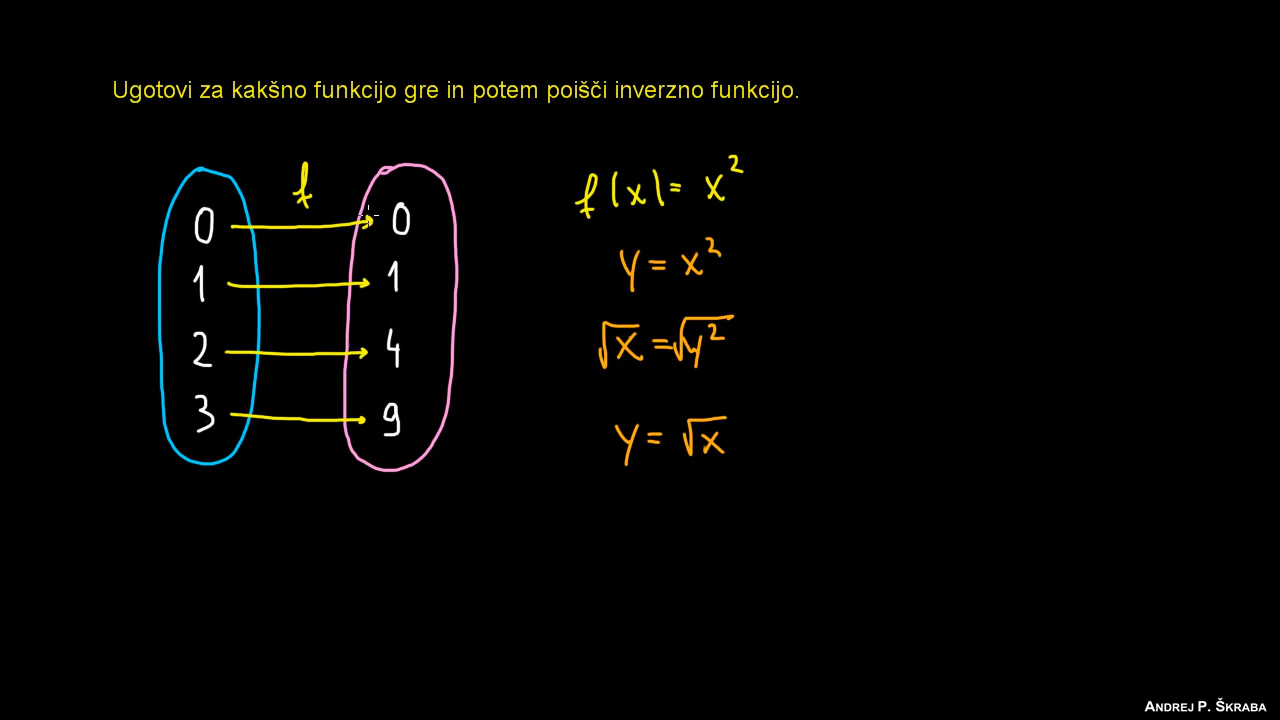 Ugotovi za kakšno funkcijo gre in potem poišči inverzno funkcijo.
f
0 0
1 1
2 4
3 9
f(x) = x²
y = x²
√x = √y²
y = √x
ANDREJ P. ŠKRABA